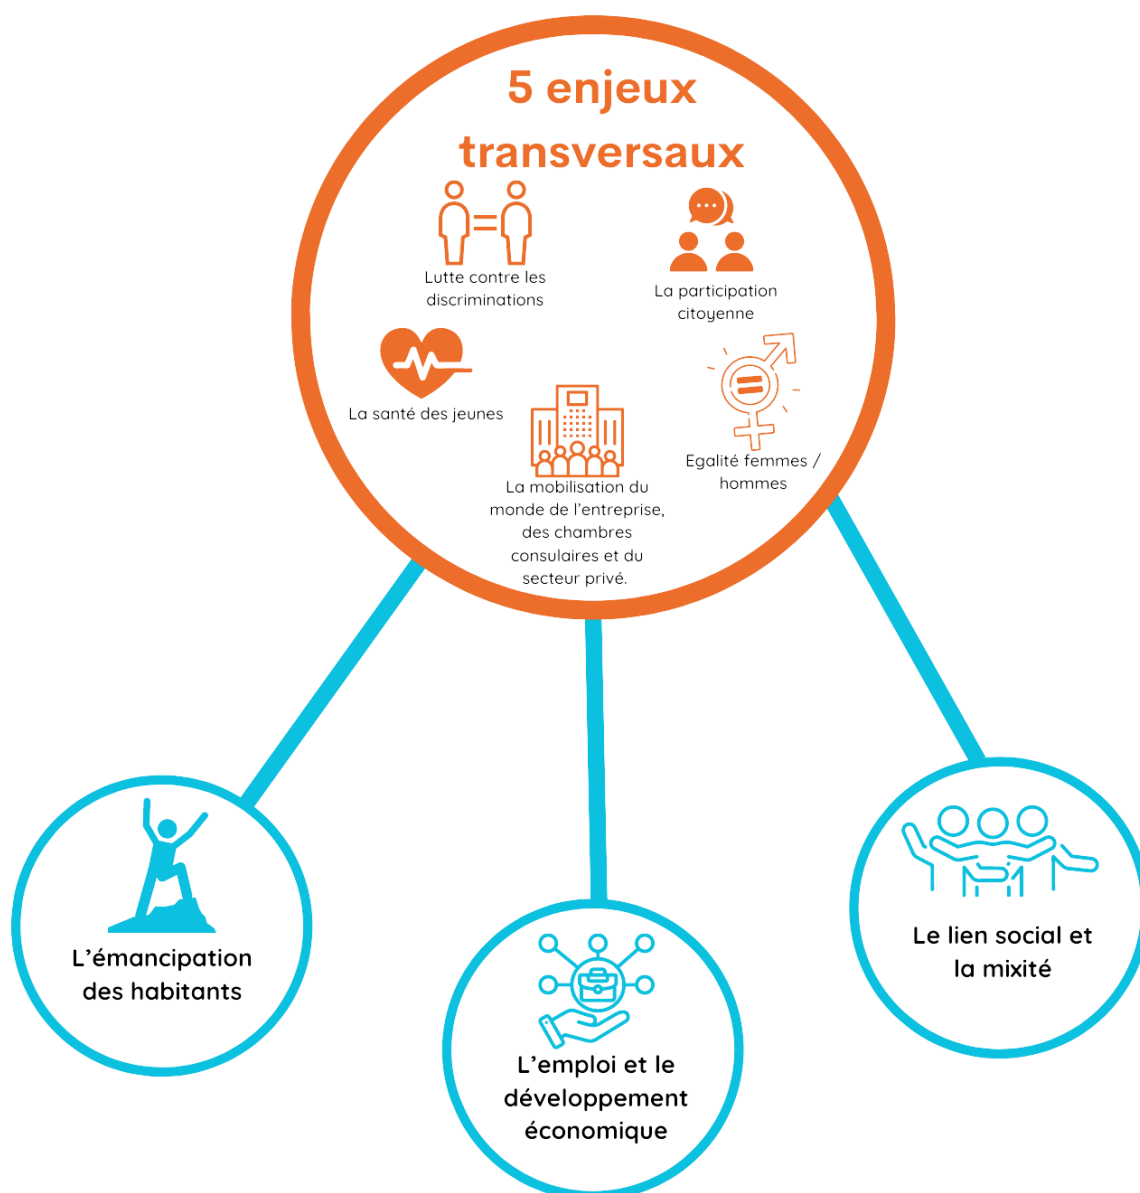 5 enjeux
transversaux
Lutte contre les
discriminations
La participation
citoyenne
La santé des jeunes
Egalité femmes /
hommes
La mobilisation du
monde de l’entreprise,
des chambres
consulaires et du
secteur privé.
L’émancipation
des habitants
L’emploi et le
développement
économique
Le lien social et
la mixité